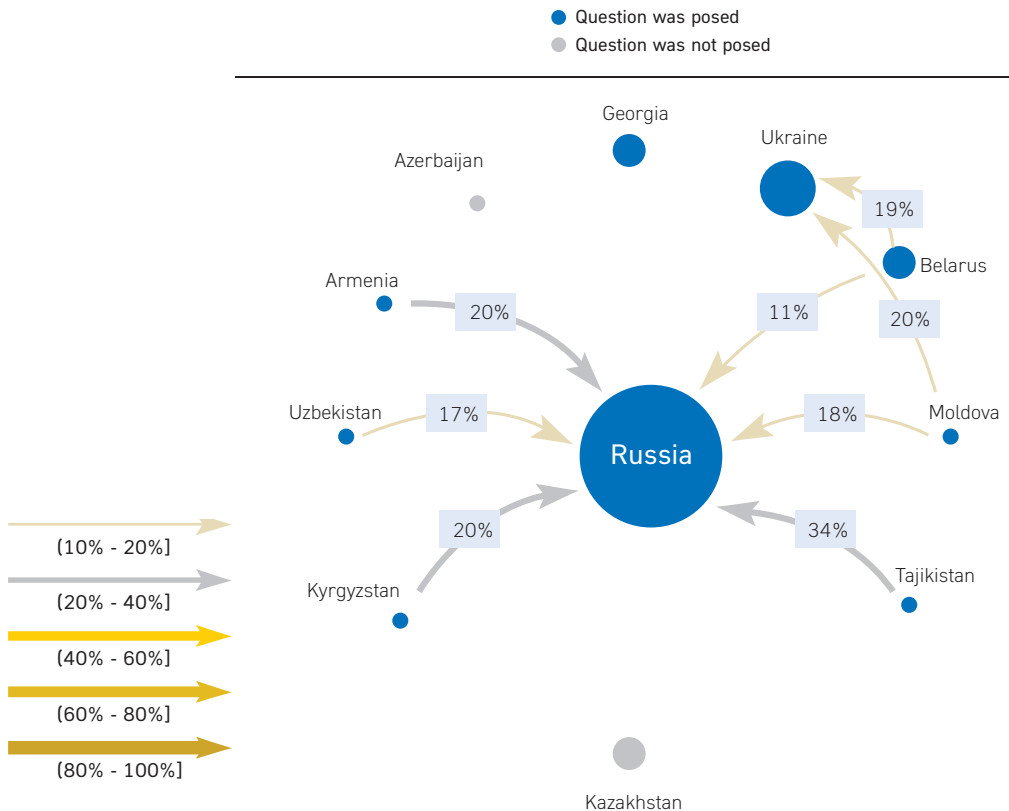 Question was posed
Question was not posed
Georgia
Ukraine
Azerbaijan
19%
Belarus
Armenia
20%
11%
20%
Uzbekistan
17%
18%
Moldova
Russia
(10% - 20%]
20%
34%
(20% - 40%]
Kyrgyzstan
Tajikistan
(40% - 60%]
(60% - 80%]
(80% - 100%]
Kazakhstan